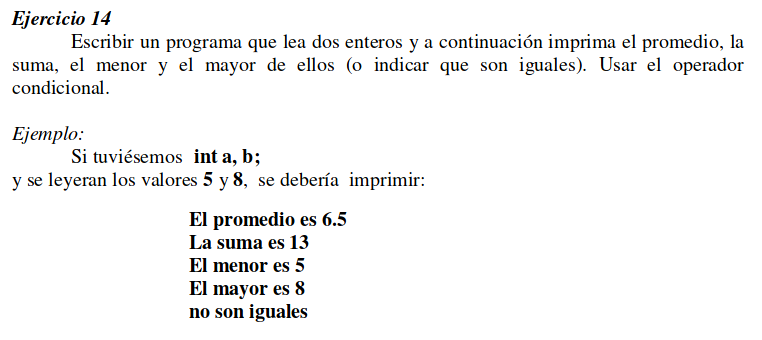 Ejercicio 14
Escribir un programa que lea dos enteros y a continuación imprima el promedio, la
suma, el menor y el mayor de ellos (o indicar que son iguales). Usar el operador
condicional.
Ejemplo:
Si tuviésemos int a, b;
y se leyeran los valores 5 y 8, se debería imprimir:
El promedio es 6.5
La suma es 13
El menor es 5
El mayor es 8
no son iguales